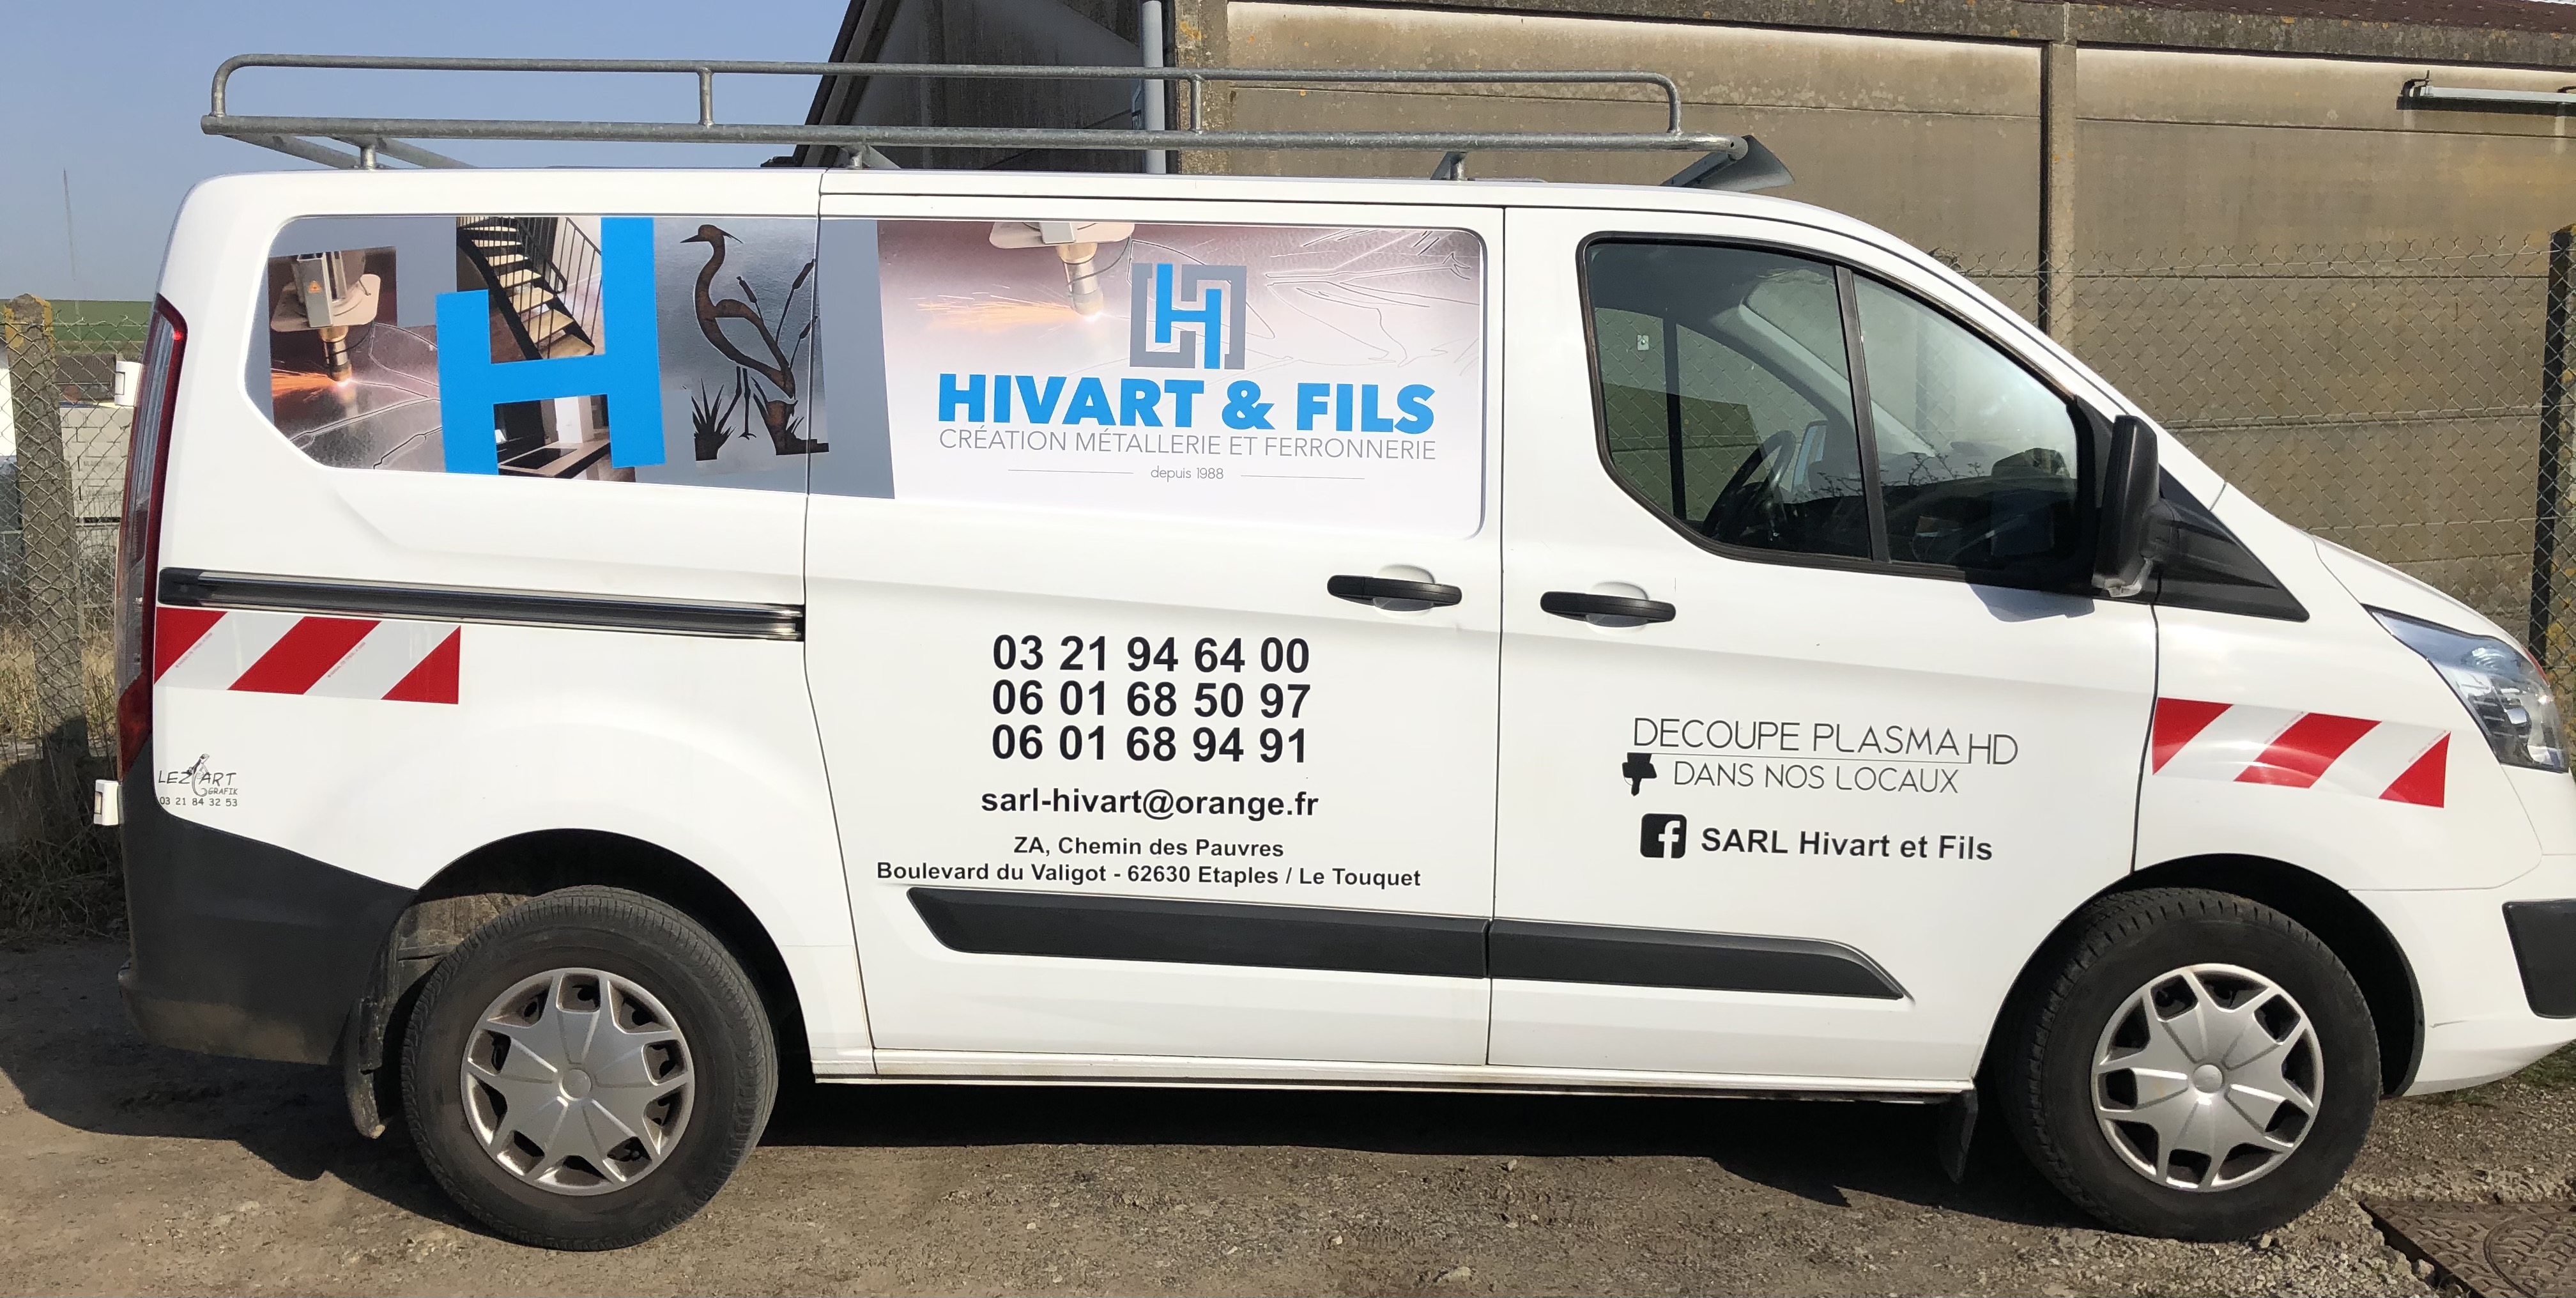 HIVART & FILS
CRÉATION MÉTALLERIE ET FERRONNERIE
depuis 1988
03 21 94 64 00
06 01 68 50 97
06 01 68 94 91
sarl-hivart@orange.fr
ZA, Chemin des Pauvres
Boulevard du Valigot - 62630 Etaples / Le Touquet
DECOUPE PLASMA HD
DANS NOS LOCAUX
SARL Hivart et Fils
LEZ ART
GRAFIK
03 21 84 32 53